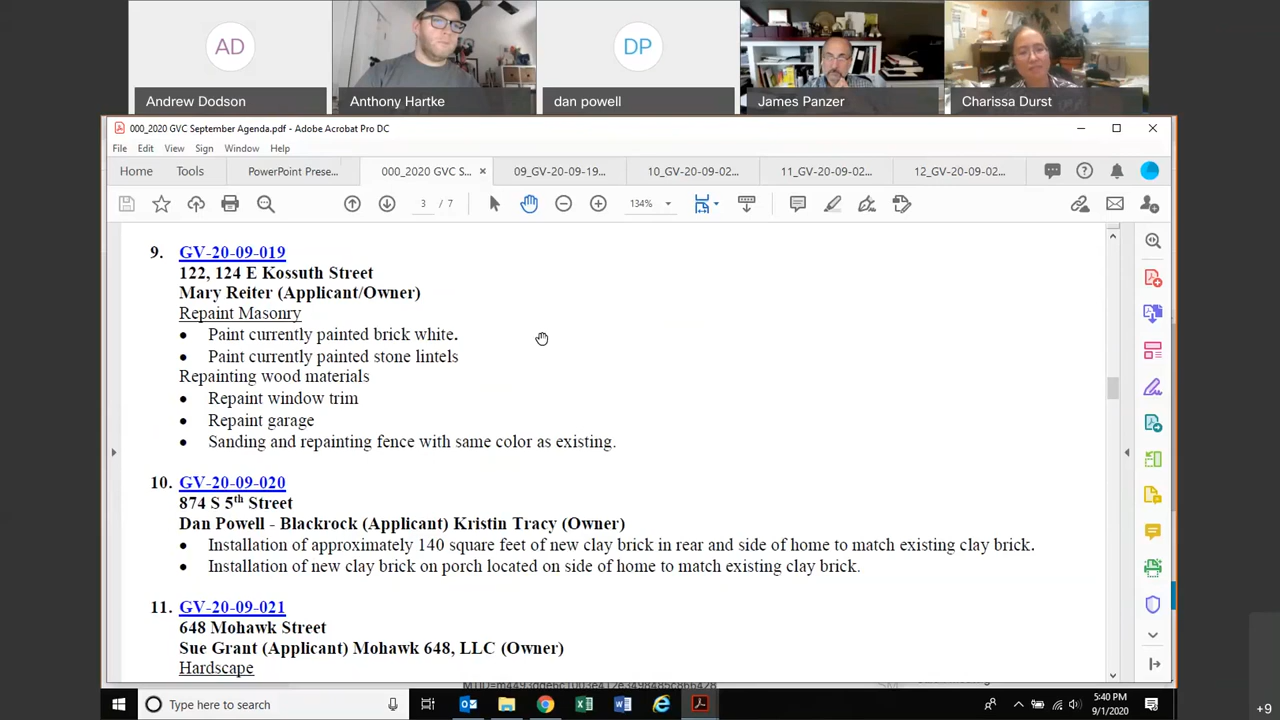 AD
DP
Andrew Dodson
Anthony Hartke
dan powell
James Panzer
Charissa Durst
000_2020 GVC September Agenda.pdf - Adobe Acrobat Pro DC
File Edit View Sign Window Help
Home Tools PowerPoint Prese... 000_2020 GVC S... 09_GV-20-09-19... 10_GV-20-09-02... 11_GV-20-09-02... 12_GV-20-09-02...
3 / 7 134%
9. GV-20-09-019
122, 124 E Kossuth Street
Mary Reiter (Applicant/Owner)
Repaint Masonry
• Paint currently painted brick white.
• Paint currently painted stone lintels
Repainting wood materials
• Repaint window trim
• Repaint garage
• Sanding and repainting fence with same color as existing.
10. GV-20-09-020
874 S 5th Street
Dan Powell - Blackrock (Applicant) Kristin Tracy (Owner)
• Installation of approximately 140 square feet of new clay brick in rear and side of home to match existing clay brick.
• Installation of new clay brick on porch located on side of home to match existing clay brick.
11. GV-20-09-021
648 Mohawk Street
Sue Grant (Applicant) Mohawk 648, LLC (Owner)
Hardscape
Type here to search
5:40 PM
9/1/2020
+9